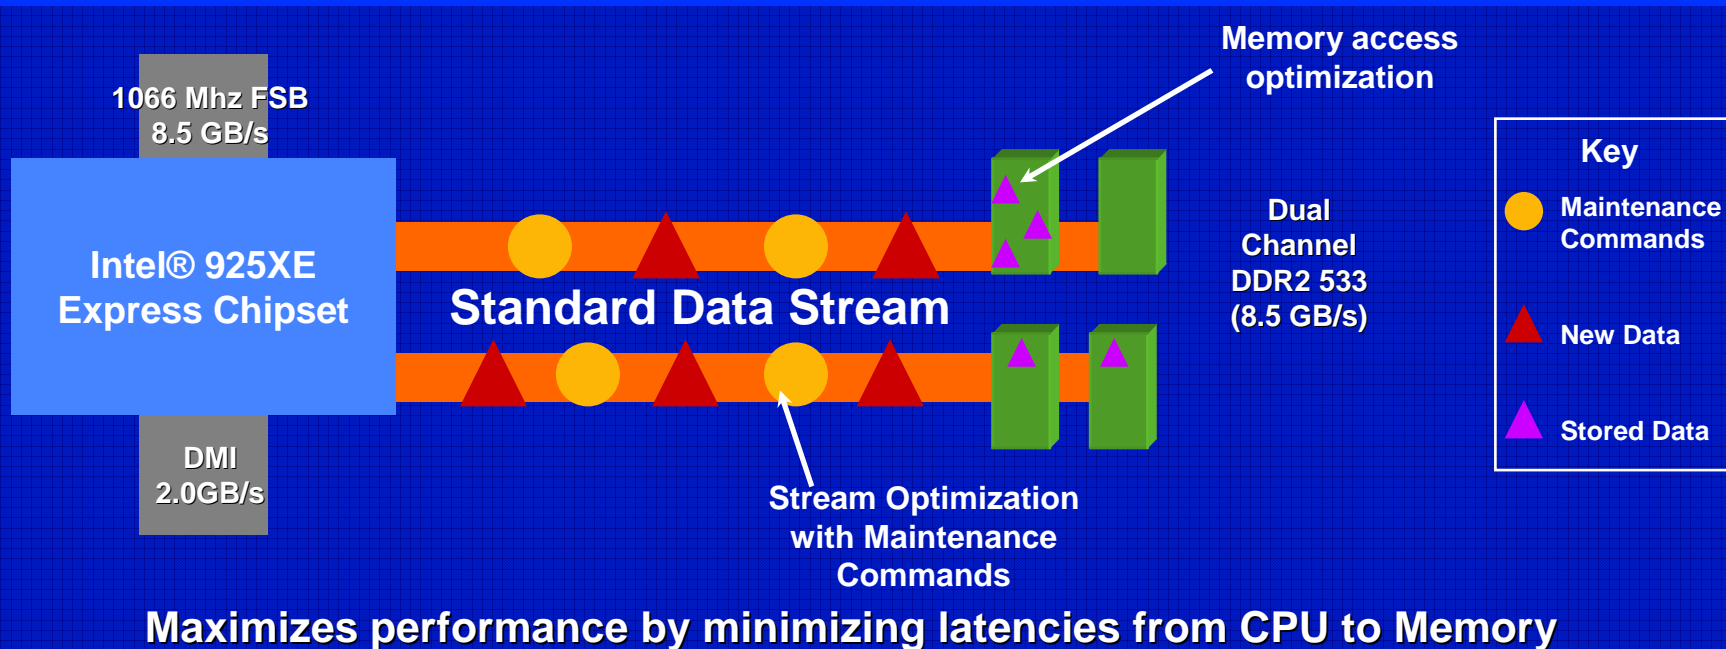 Memory access
optimization
1066 Mhz FSB
8.5 GB/s
Intel® 925XE
Express Chipset
DMI
2.0GB/s
Standard Data Stream
Dual
Channel
DDR2 533
(8.5 GB/s)
Stream Optimization
with Maintenance
Commands
Key
Maintenance
Commands
New Data
Stored Data
Maximizes performance by minimizing latencies from CPU to Memory